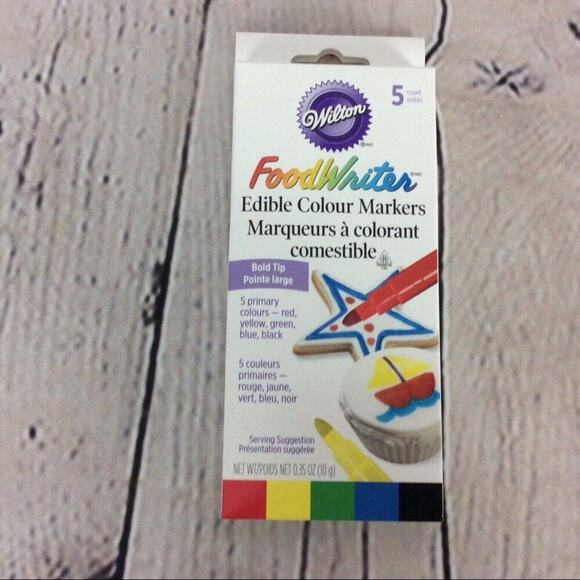 Wilton
5 count
unités
FoodWriter
Edible Colour Markers
Marqueurs à colorant
comestible
Bold Tip
Pointe large
5 primary
colours — red,
yellow, green,
blue, black
5 couleurs
primaires —
rouge, jaune,
vert, bleu, noir
Serving Suggestion
Présentation suggérée
NET WT/POIDS NET 0.35 OZ (10 g)